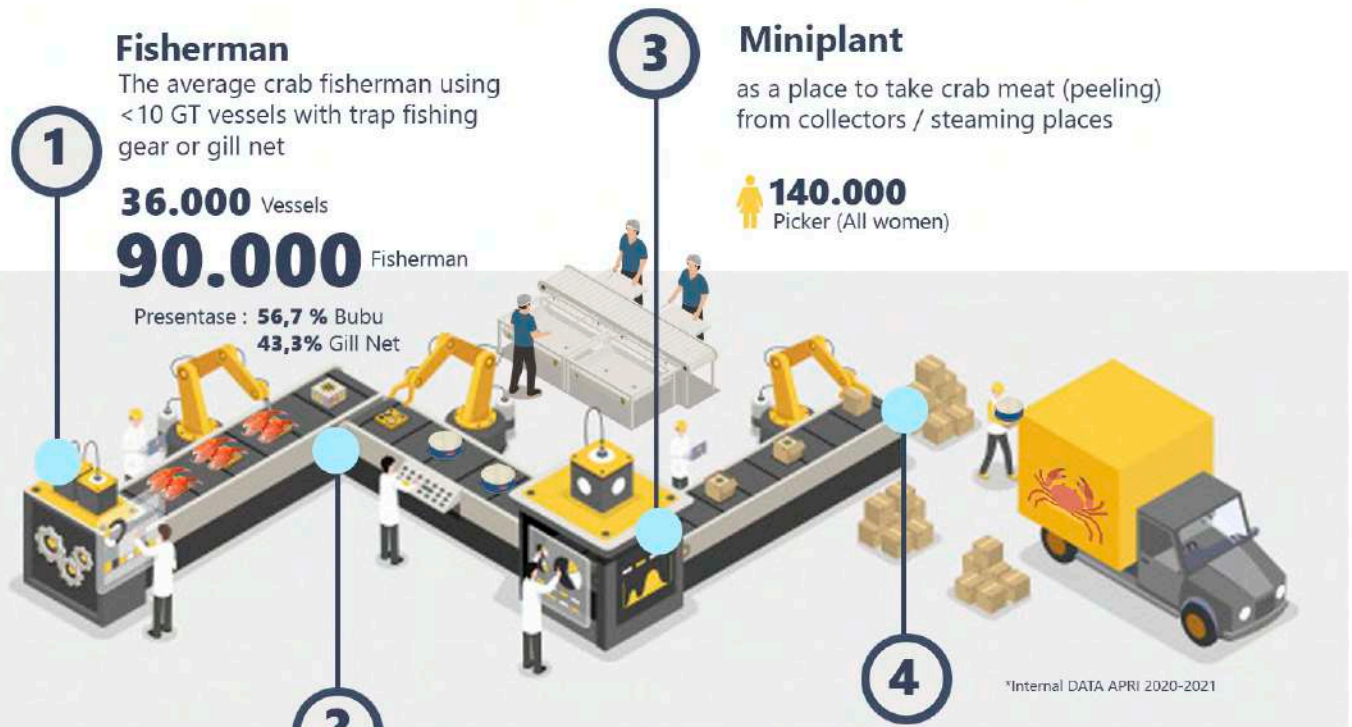 1
Fisherman
The average crab fisherman using
<10 GT vessels with trap fishing
gear or gill net
36.000 Vessels
90.000 Fisherman
Presentase : 56,7 % Bubu
43,3% Gill Net
3
Miniplant
as a place to take crab meat (peeling)
from collectors / steaming places
140.000
Picker (All women)
2
4
*Internal DATA APRI 2020-2021